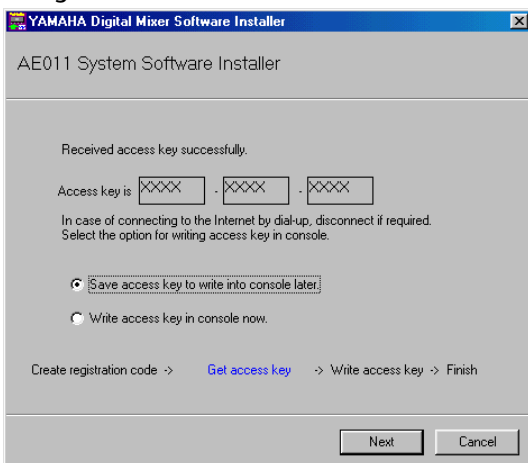 YAMAHA Digital Mixer Software Installer
AE011 System Software Installer
Received access key successfully.
Access key is XXXX - XXXX - XXXX
In case of connecting to the Internet by dial-up, disconnect if required.
Select the option for writing access key in console.
Save access key to write into console later.
Write access key in console now.
Create registration code -> Get access key -> Write access key -> Finish
Next Cancel